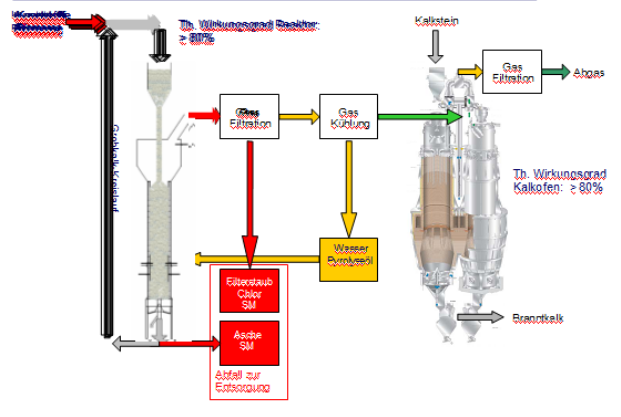 Th. Wirkungsgrad Reaktor:
> 80%
Kalkstein
Gas
Filtration
Abgas
Gas
Filtration
Gas
Kühlung
Grobkalk-Kreislauf
Th. Wirkungsgrad
Kalkofen: > 80%
Wasser
Pyrolyseöl
Filterstaub
Chlor
SM
Asche
SM
Branntkalk
Abfall zur
Entsorgung